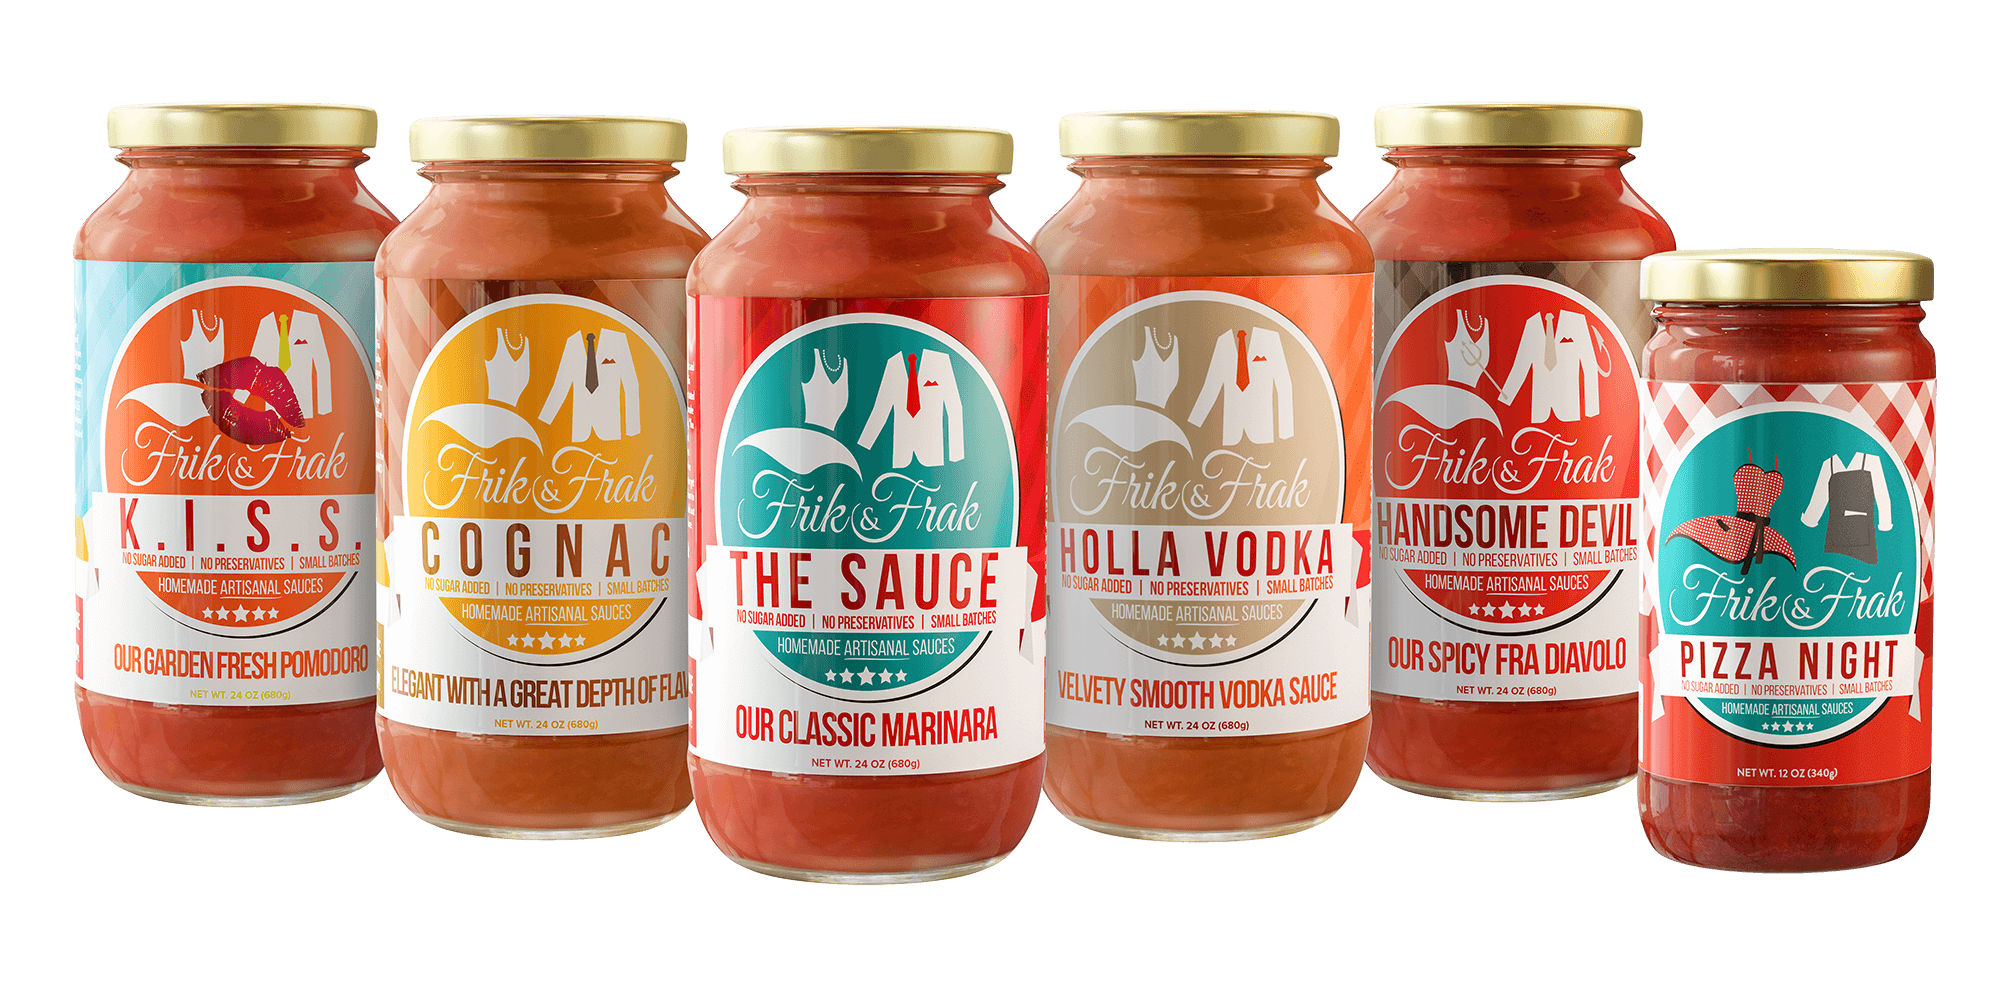 Frik & Frak
K.I.S.S.
NO SUGAR ADDED | NO PRESERVATIVES | SMALL BATCHES
HOMEMADE ARTISANAL SAUCES
OUR GARDEN FRESH POMODORO
NET WT. 24 OZ (680g)
Frik & Frak
COGNAC
NO SUGAR ADDED | NO PRESERVATIVES | SMALL BATCHES
HOMEMADE ARTISANAL SAUCES
ELEGANT WITH A GREAT DEPTH OF FLAV
NET WT. 24 OZ (680g)
Frik & Frak
THE SAUCE
NO SUGAR ADDED | NO PRESERVATIVES | SMALL BATCHES
HOMEMADE ARTISANAL SAUCES
OUR CLASSIC MARINARA
NET WT. 24 OZ (680g)
Frik & Frak
HOLLA VODKA
NO SUGAR ADDED | NO PRESERVATIVES | SMALL BATCHES
HOMEMADE ARTISANAL SAUCES
VELVETY SMOOTH VODKA SAUCE
NET WT. 24 OZ (680g)
Frik & Frak
HANDSOME DEVIL
NO SUGAR ADDED | NO PRESERVATIVES | SMALL BATCHES
HOMEMADE ARTISANAL SAUCES
OUR SPICY FRA DIAVOLO
NET WT. 24 OZ (680g)
Frik & Frak
PIZZA NIGHT
NO SUGAR ADDED | NO PRESERVATIVES | SMALL BATCHES
HOMEMADE ARTISANAL SAUCES
NET WT. 12 OZ (340g)